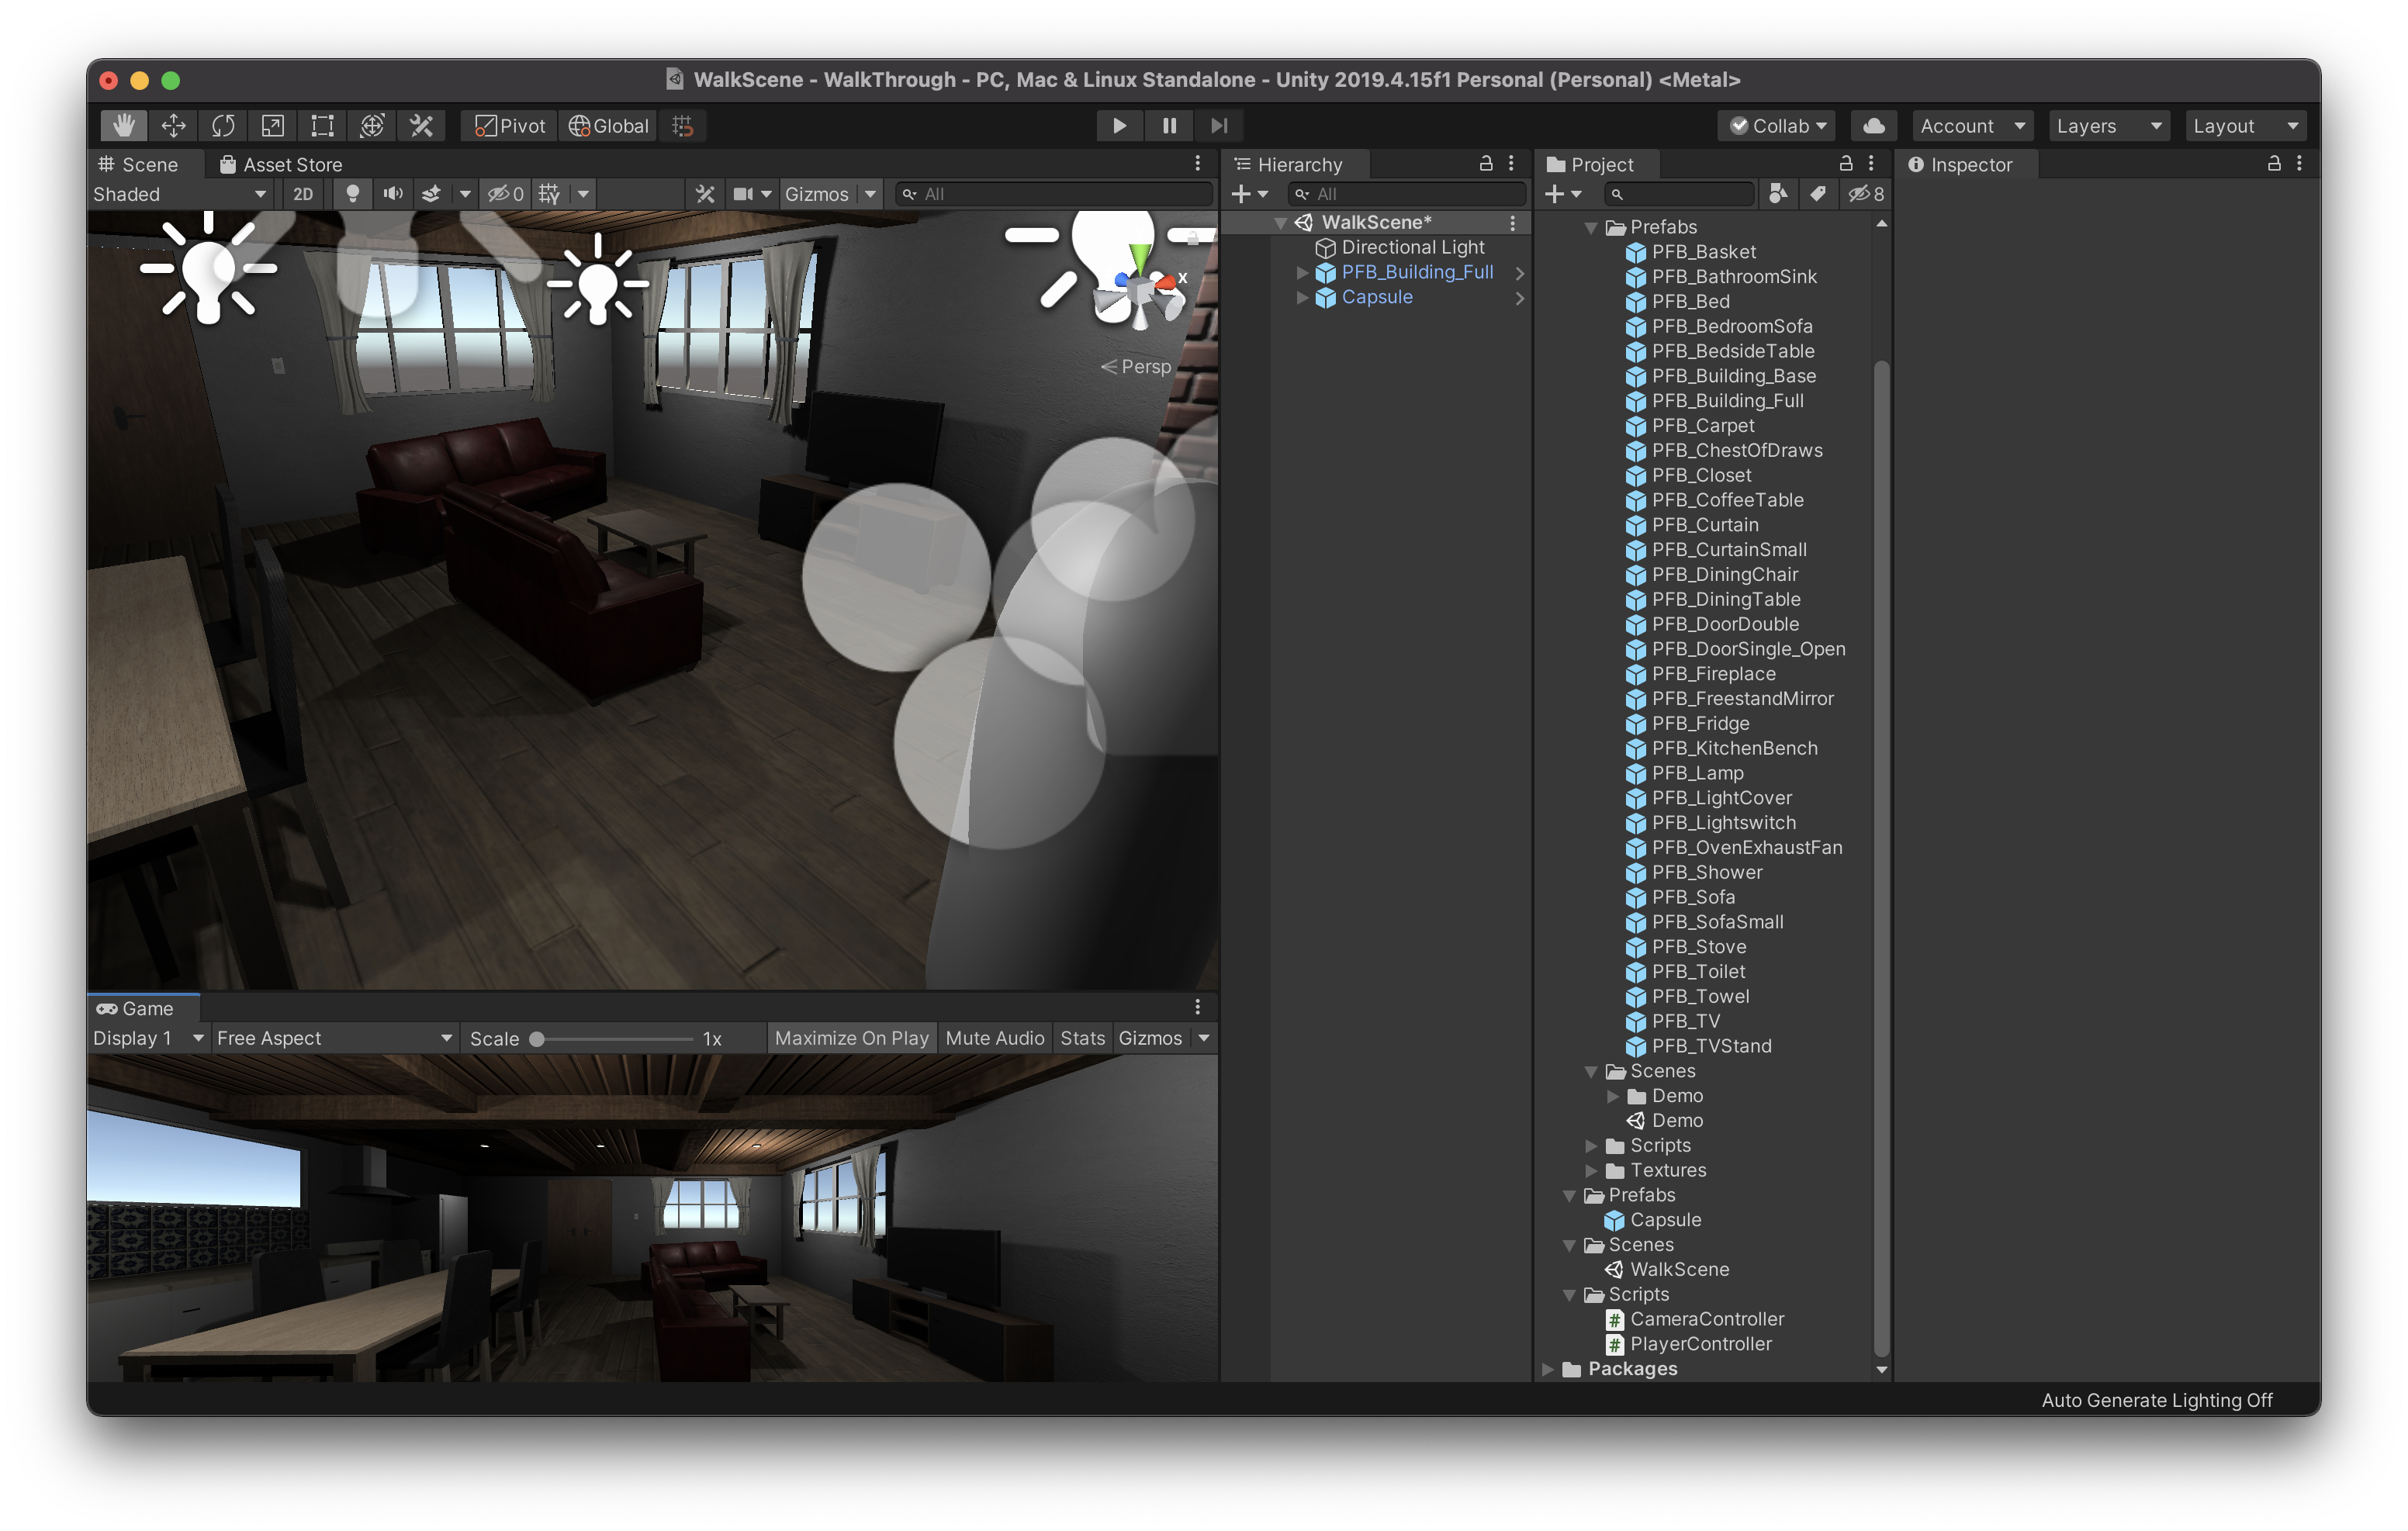 WalkScene - WalkThrough - PC, Mac & Linux Standalone - Unity 2019.4.15f1 Personal (Personal) <Metal>
Pivot Global Collab Account Layers Layout
Scene Asset Store
Shaded 2D 0 Gizmos All
X
Persp
Hierarchy
All
WalkScene*
Directional Light
PFB_Building_Full
Capsule
Project
8
Prefabs
PFB_Basket
PFB_BathroomSink
PFB_Bed
PFB_BedroomSofa
PFB_BedsideTable
PFB_Building_Base
PFB_Building_Full
PFB_Carpet
PFB_ChestOfDraws
PFB_Closet
PFB_CoffeeTable
PFB_Curtain
PFB_CurtainSmall
PFB_DiningChair
PFB_DiningTable
PFB_DoorDouble
PFB_DoorSingle_Open
PFB_Fireplace
PFB_FreestandMirror
PFB_Fridge
PFB_KitchenBench
PFB_Lamp
PFB_LightCover
PFB_Lightswitch
PFB_OvenExhaustFan
PFB_Shower
PFB_Sofa
PFB_SofaSmall
PFB_Stove
PFB_Toilet
PFB_Towel
PFB_TV
PFB_TVStand
Scenes
Demo
Demo
Scripts
Textures
Prefabs
Capsule
Scenes
WalkScene
Scripts
# CameraController
# PlayerController
Packages
Inspector
Game
Display 1 Free Aspect Scale 1x Maximize On Play Mute Audio Stats Gizmos
Auto Generate Lighting Off